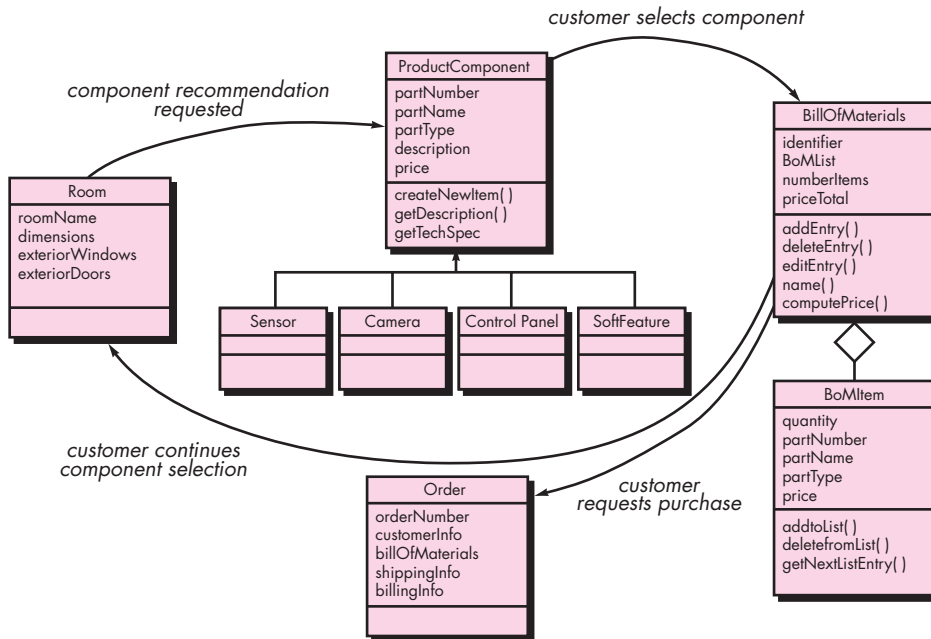 customer selects component
component recommendation
requested
ProductComponent
partNumber
partName
partType
description
price
createNewItem( )
getDescription( )
getTechSpec
BillOfMaterials
identifier
BoMList
numberItems
priceTotal
addEntry( )
deleteEntry( )
editEntry( )
name( )
computePrice( )
Room
roomName
dimensions
exteriorWindows
exteriorDoors
Sensor
Camera
Control Panel
SoftFeature
BoMItem
quantity
partNumber
partName
partType
price
addtoList( )
deletefromList( )
getNextListEntry( )
customer continues
component selection
Order
orderNumber
customerInfo
billOfMaterials
shippingInfo
billingInfo
customer
requests purchase